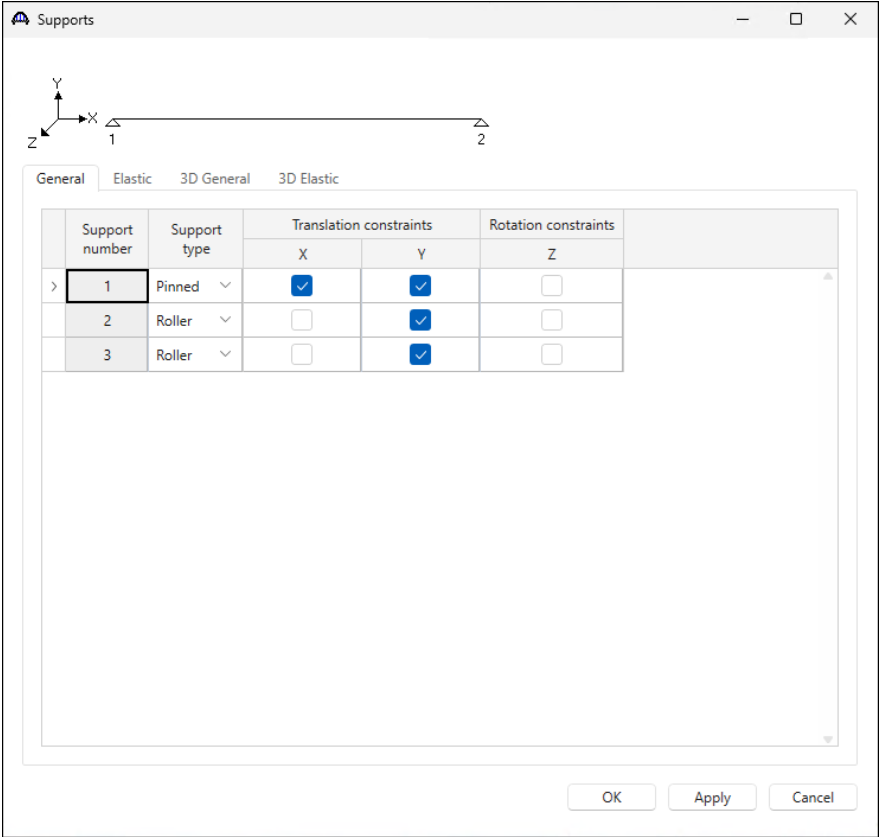 Supports
Y
X
Z
1 2
General Elastic 3D General 3D Elastic
Support number Support type Translation constraints Rotation constraints
X Y Z
1 Pinned
2 Roller
3 Roller
OK Apply Cancel